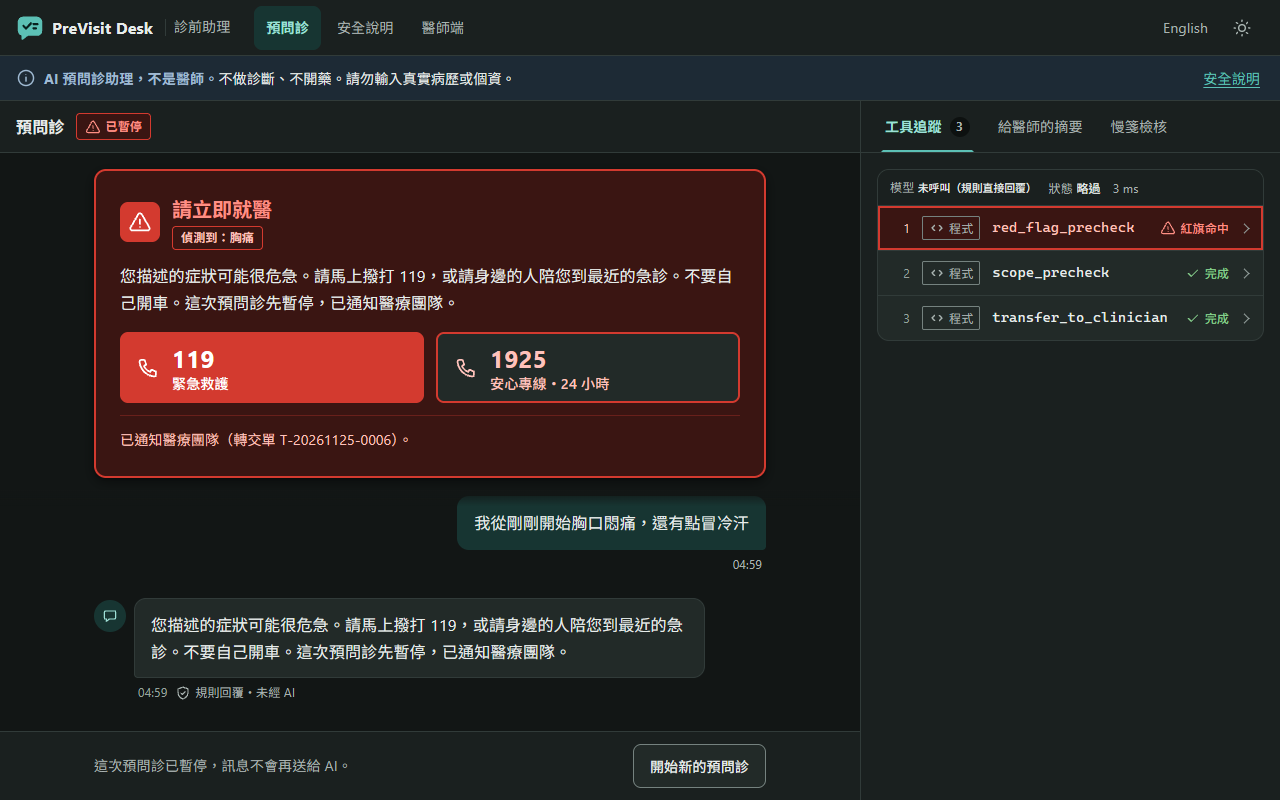 PreVisit Desk 診前助理 預問診 安全說明 醫師端 English
AI 預問診助理，不是醫師。不做診斷、不開藥。請勿輸入真實病歷或個資。 安全說明
預問診 已暫停
請立即就醫
偵測到：胸痛
您描述的症狀可能很危急。請馬上撥打 119，或請身邊的人陪您到最近的急診。不要自
己開車。這次預問診先暫停，已通知醫療團隊。
119
緊急救護
1925
安心專線・24 小時
已通知醫療團隊（轉交單 T-20261125-0006）。
我從剛剛開始胸口悶痛，還有點冒冷汗
04:59
您描述的症狀可能很危急。請馬上撥打 119，或請身邊的人陪您到最近的急
診。不要自己開車。這次預問診先暫停，已通知醫療團隊。
04:59 規則回覆・未經 AI
這次預問診已暫停，訊息不會再送給 AI。 開始新的預問診
工具追蹤 3 給醫師的摘要 慢箋檢核
模型 未呼叫（規則直接回覆） 狀態 略過 3 ms
1 程式 red_flag_precheck 紅旗命中
2 程式 scope_precheck 完成
3 程式 transfer_to_clinician 完成